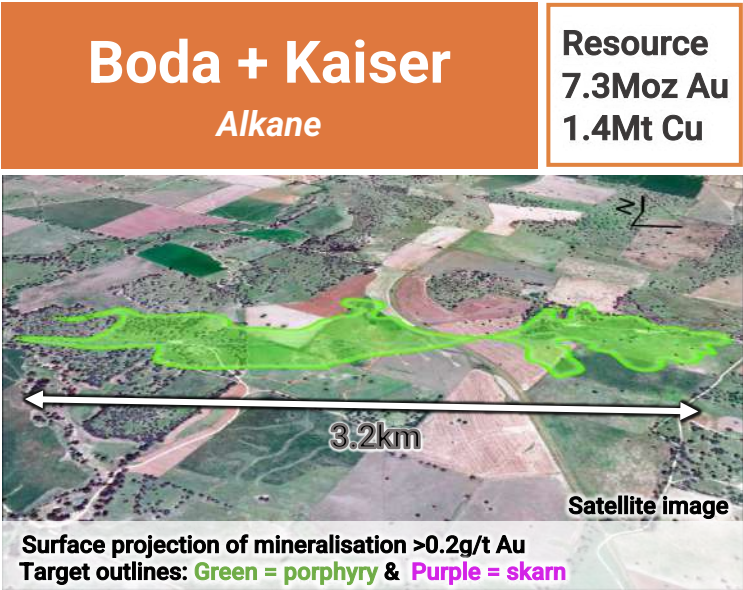 Boda + Kaiser
Alkane
Resource
7.3Moz Au
1.4Mt Cu
N
3.2km
Satellite image
Surface projection of mineralisation >0.2g/t Au
Target outlines: Green = porphyry & Purple = skarn